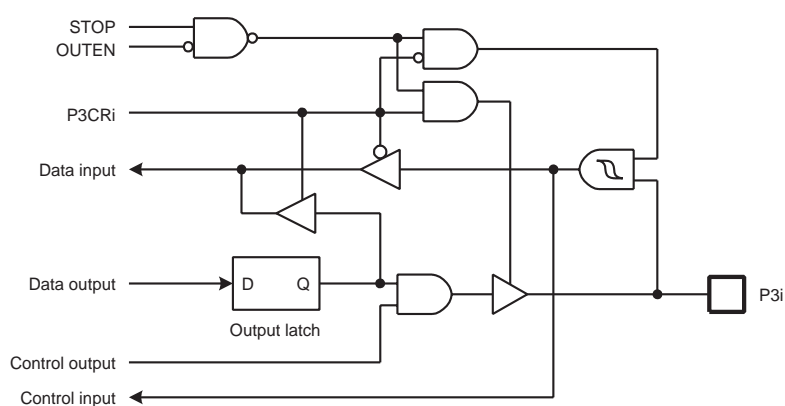 STOP
OUTEN
P3CRi
Data input
Data output
D
Q
P3i
Output latch
Control output
Control input